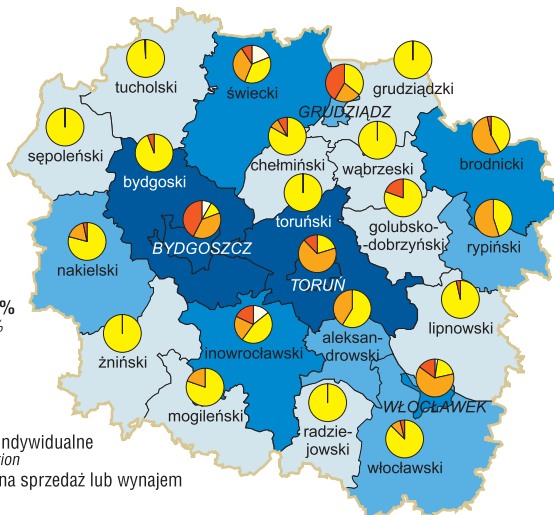 tucholski
świecki
grudziądzki
GRUDZIĄDZ
sępoleński
bydgoski
chełmiński
wąbrzeski
brodnicki
toruński
golubsko-
-dobrzyński
rypiński
BYDGOSZCZ
nakielski
TORUŃ
%
%
żniński
inowrocławski
aleksan-
drowski
lipnowski
mogileński
radzie-
jowski
WŁOCŁAWEK
włocławski
ndywidualne
tion
na sprzedaż lub wynajem